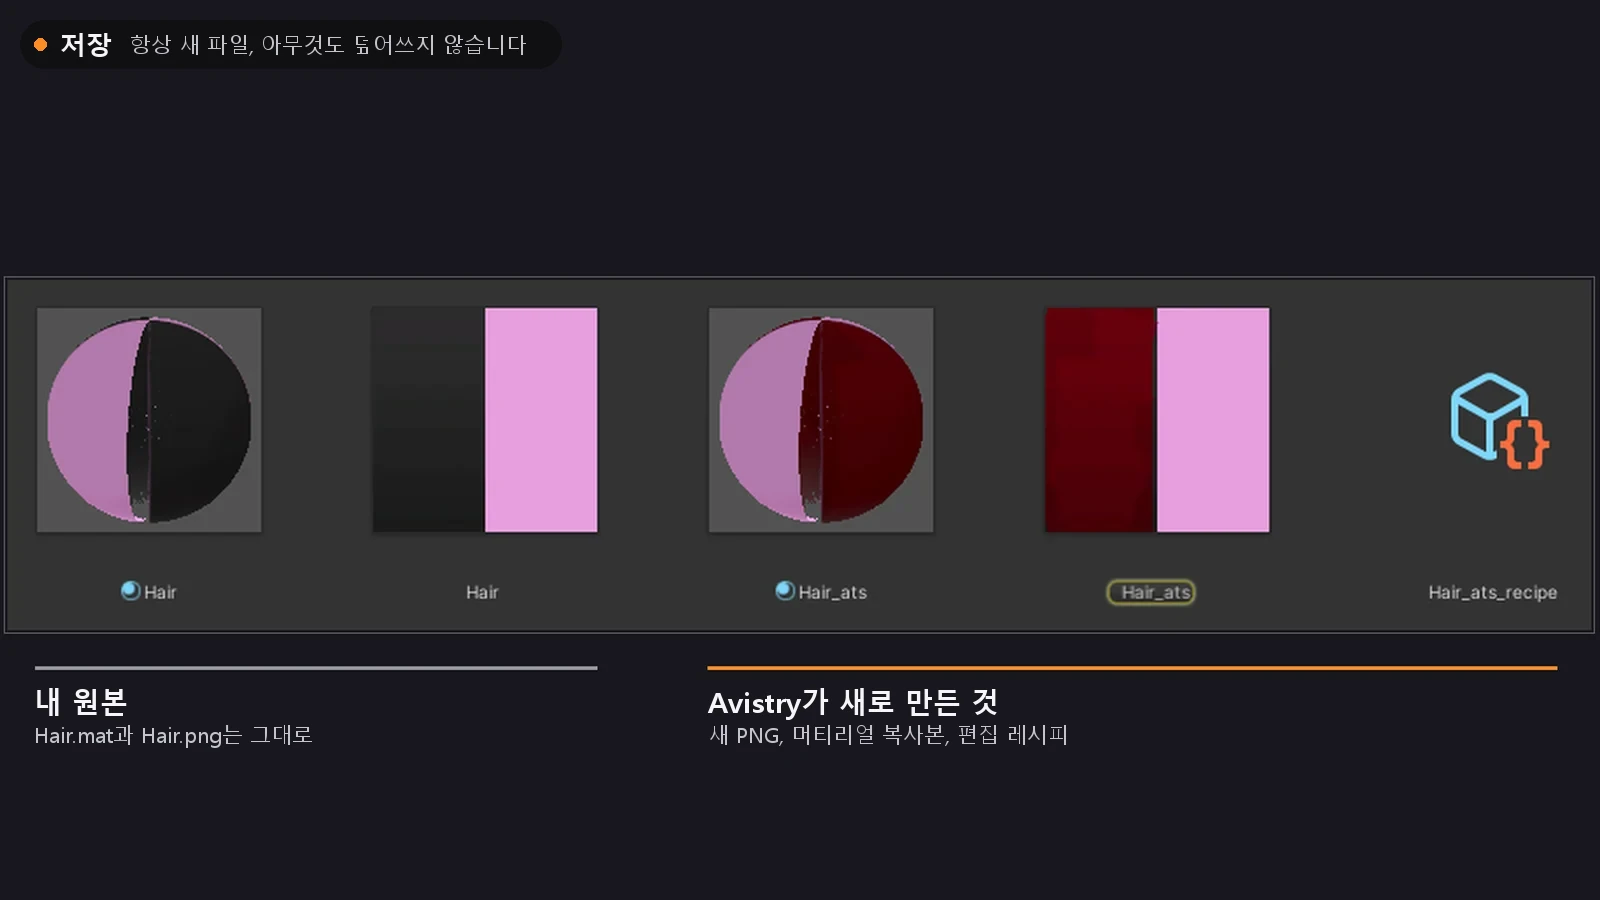 저장 항상 새 파일, 아무것도 덮어쓰지 않습니다
Hair
Hair
Hair_ats
Hair_ats
Hair_ats_recipe
내 원본
Hair.mat과 Hair.png는 그대로
Avistry가 새로 만든 것
새 PNG, 머티리얼 복사본, 편집 레시피